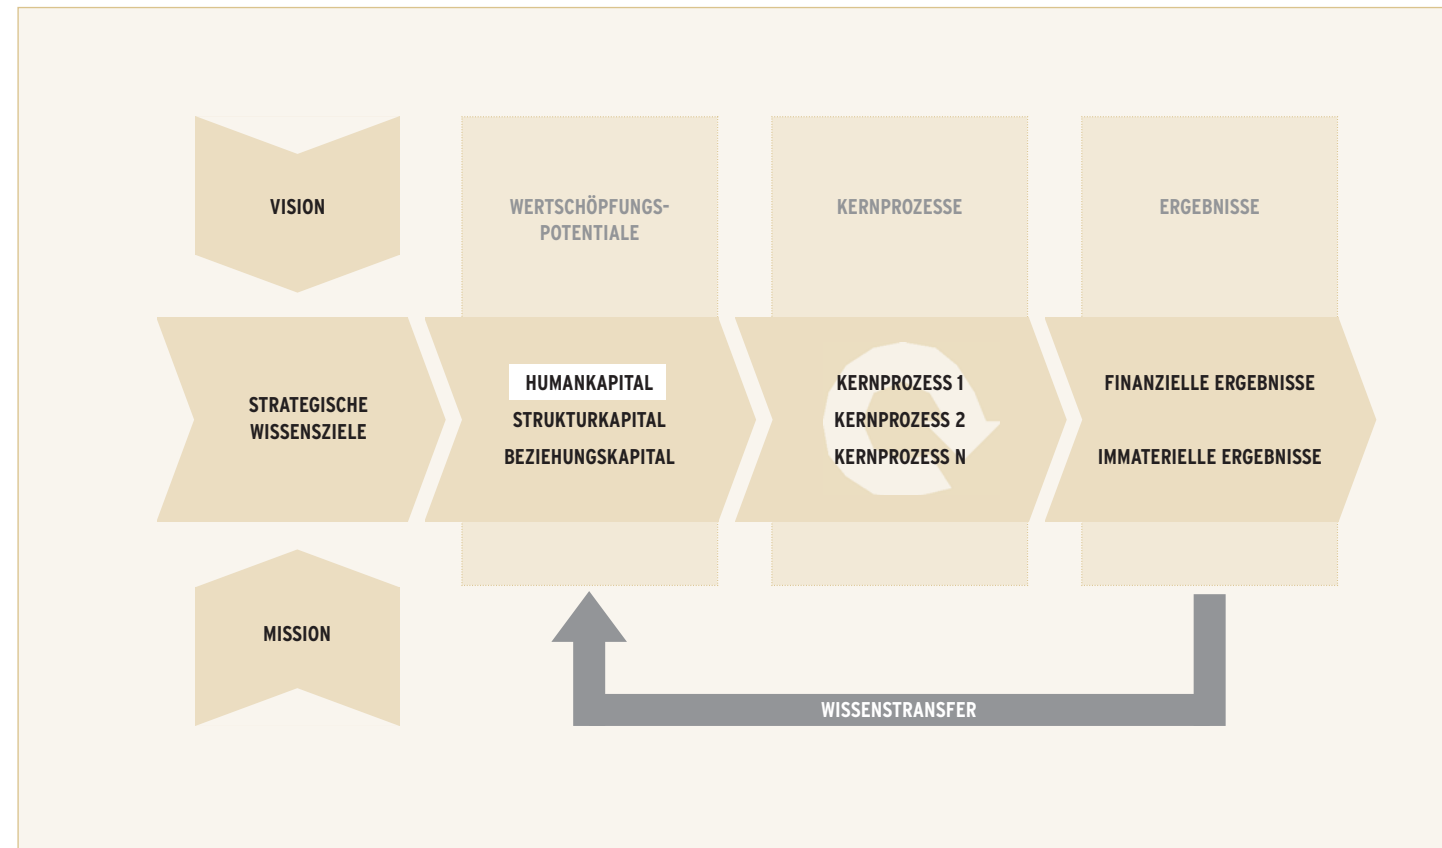 VISION
WERTSCHÖPFUNGS-
POTENTIALE
KERNPROZESSE
ERGEBNISSE
STRATEGISCHE
WISSENSZIELE
HUMANKAPITAL
STRUKTURKAPITAL
BEZIEHUNGSKAPITAL
KERNPROZESS 1
KERNPROZESS 2
KERNPROZESS N
FINANZIELLE ERGEBNISSE
IMMATERIELLE ERGEBNISSE
MISSION
WISSENSTRANSFER